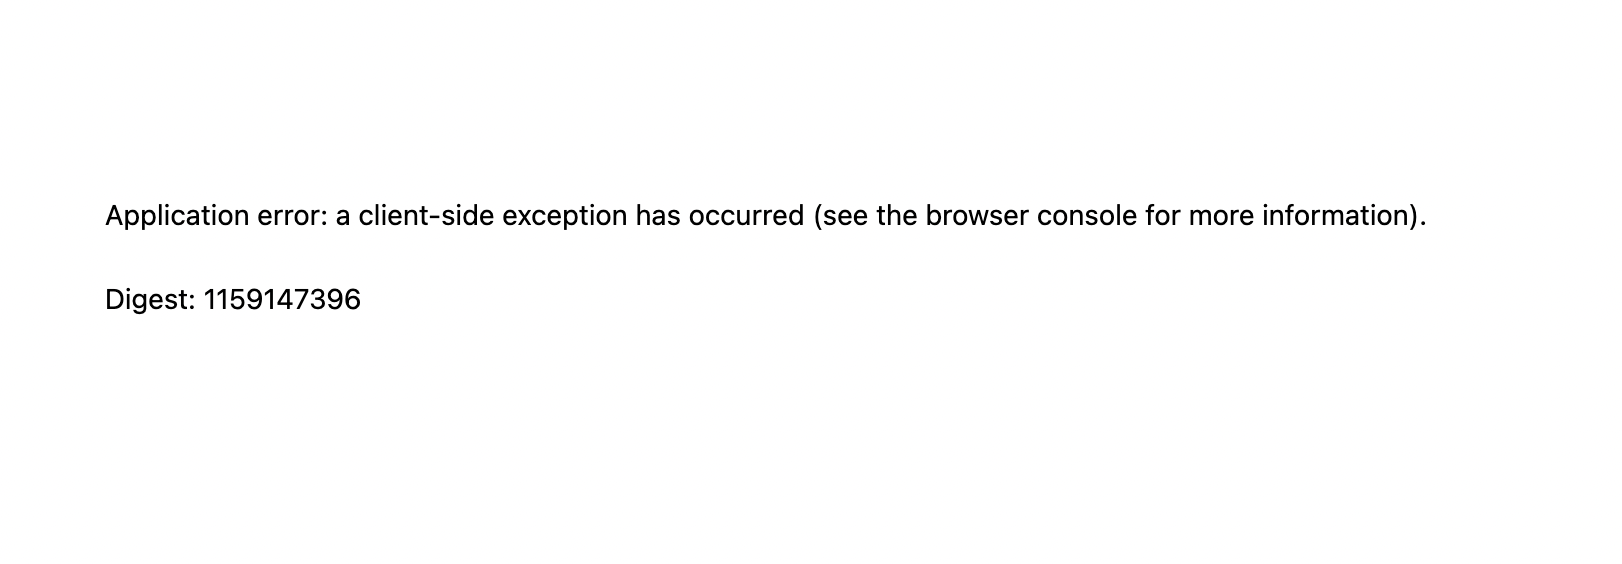 Application error: a client-side exception has occurred (see the browser console for more information).
Digest: 1159147396